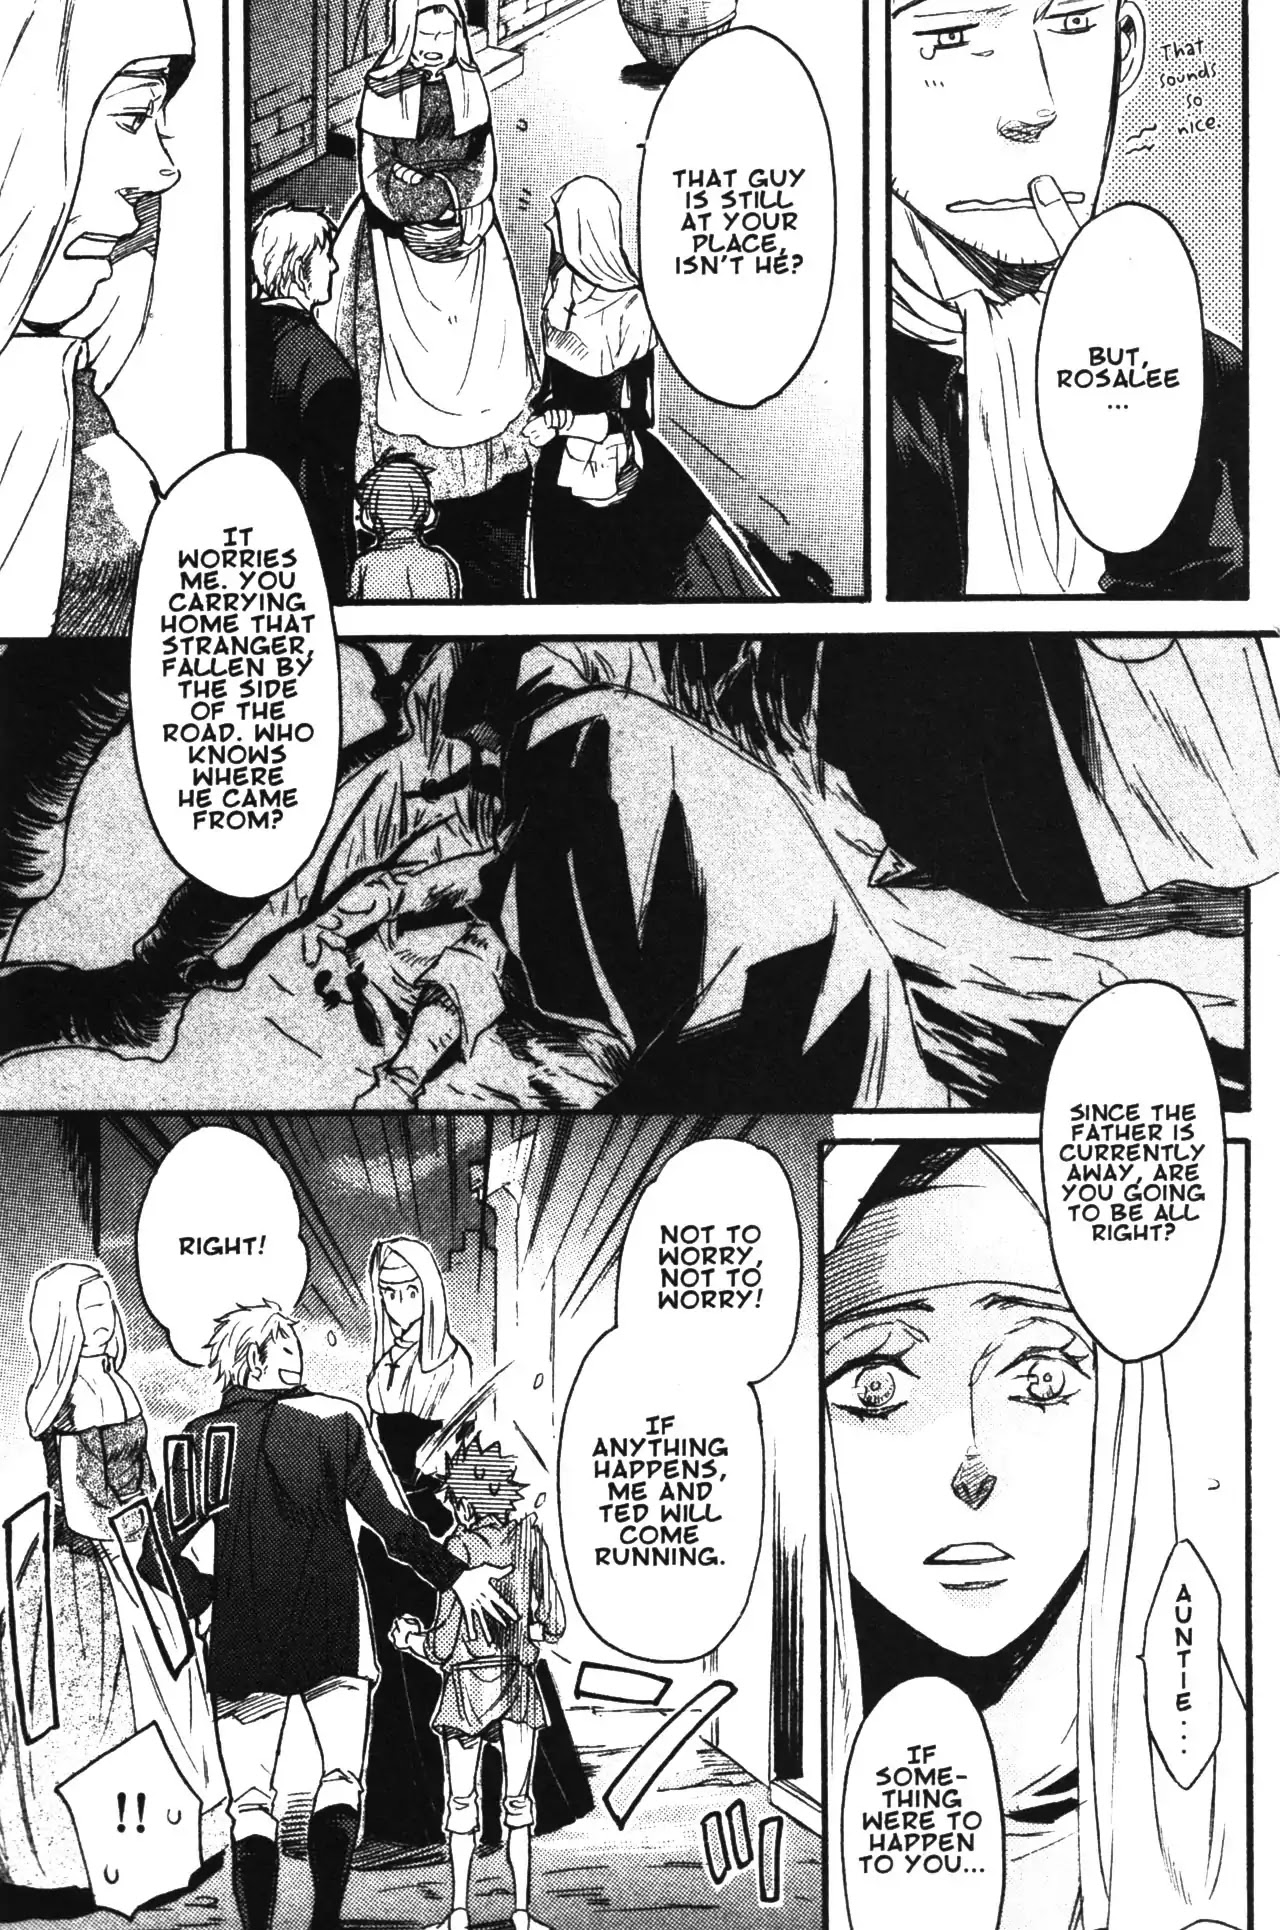 That
sounds
so
nice
BUT,
ROSALEE
...
THAT GUY
IS STILL
AT YOUR
PLACE,
ISN'T HE?
IT
WORRIES
ME. YOU
CARRYING
HOME THAT
STRANGER,
FALLEN BY
THE SIDE
OF THE
ROAD. WHO
KNOWS
WHERE
HE CAME
FROM?
SINCE THE
FATHER IS
CURRENTLY
AWAY, ARE
YOU GOING
TO BE ALL
RIGHT?
AUNTIE...
IF
SOME-
THING
WERE TO
HAPPEN
TO YOU...
NOT TO
WORRY,
NOT TO
WORRY!
IF
ANYTHING
HAPPENS,
ME AND
TED WILL
COME
RUNNING.
RIGHT!
!!